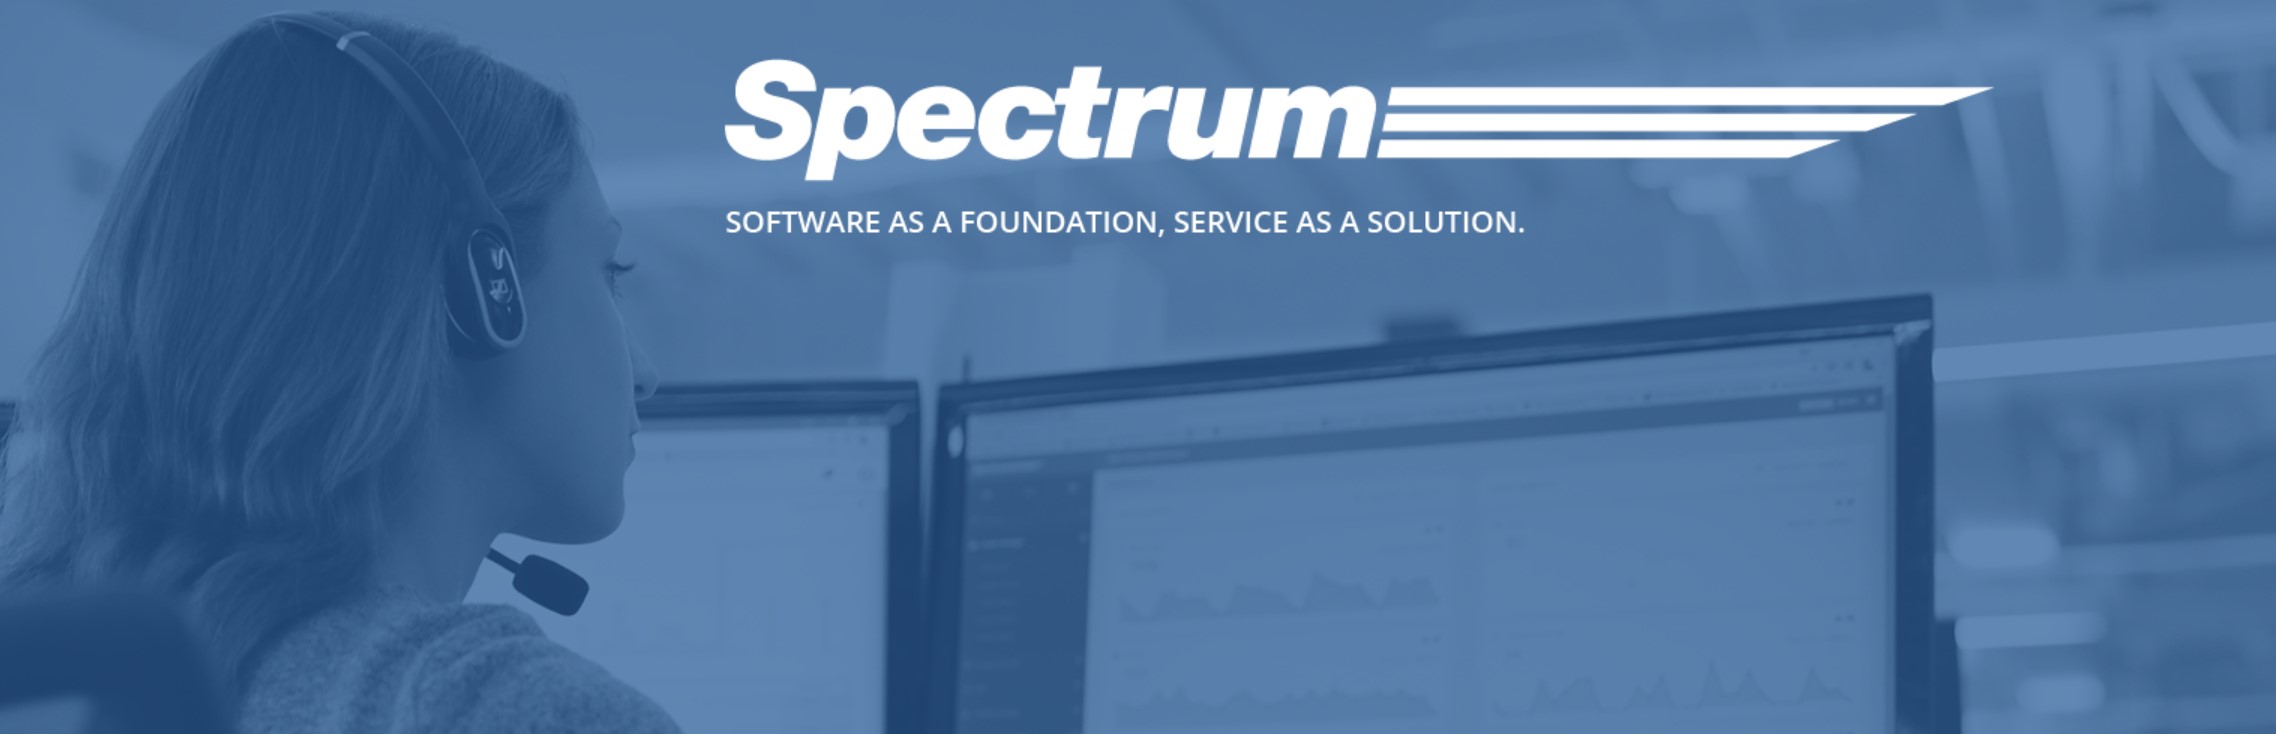 Spectrum
SOFTWARE AS A FOUNDATION, SERVICE AS A SOLUTION.